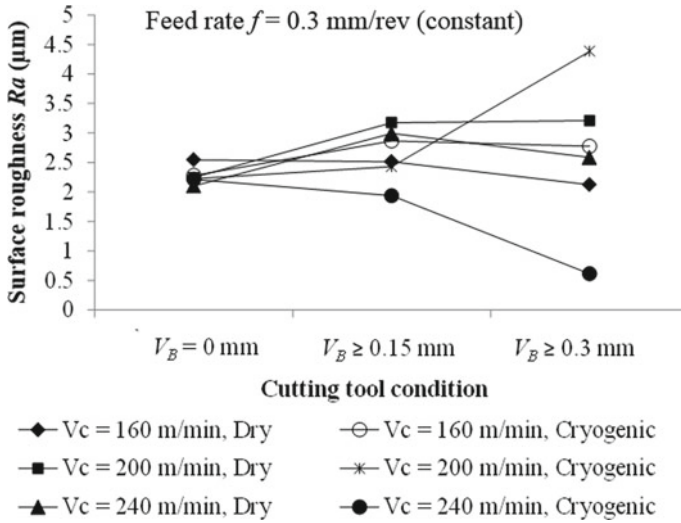 Feed rate f = 0.3 mm/rev (constant)
Surface roughness Ra (µm)
5
4.5
4
3.5
3
2.5
2
1.5
1
0.5
0
V_B = 0 mm V_B ≥ 0.15 mm V_B ≥ 0.3 mm
Cutting tool condition
Vc = 160 m/min, Dry Vc = 160 m/min, Cryogenic
Vc = 200 m/min, Dry Vc = 200 m/min, Cryogenic
Vc = 240 m/min, Dry Vc = 240 m/min, Cryogenic